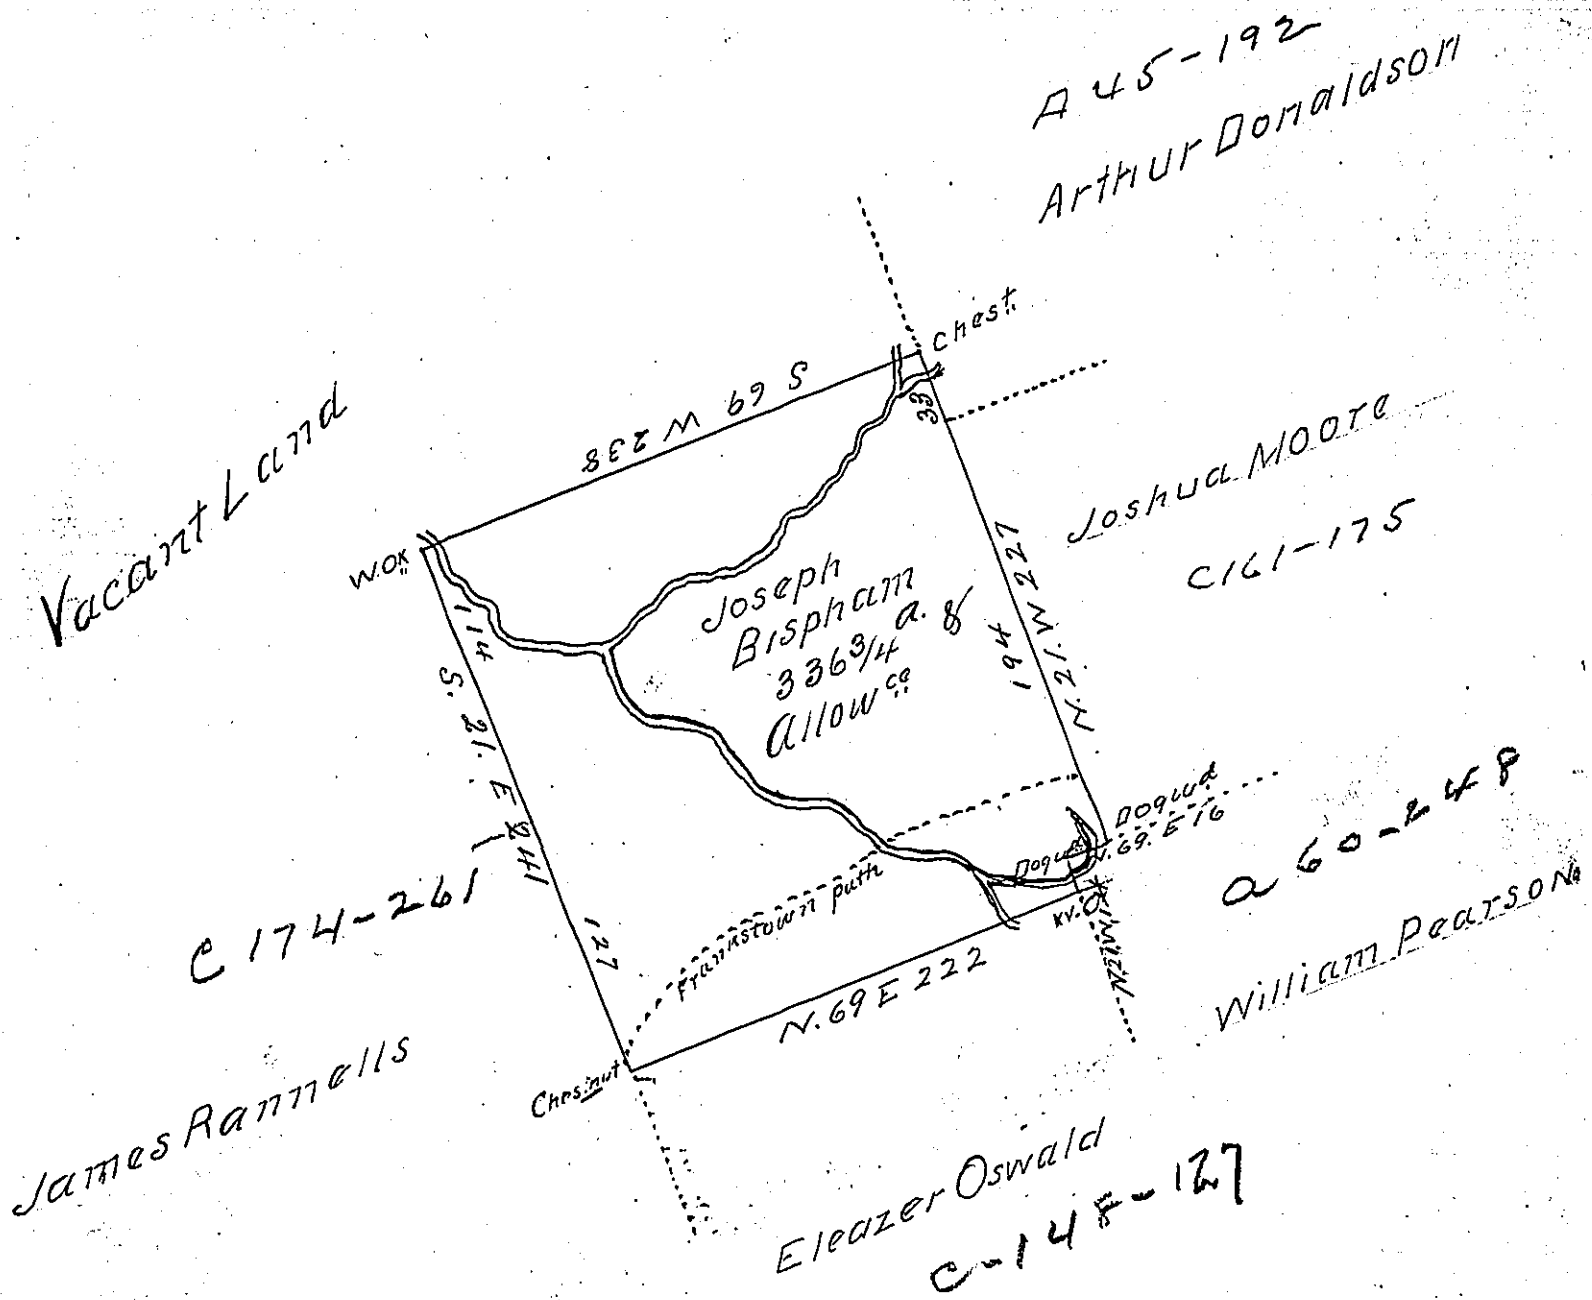 A 45-192
Arthur Donaldson
Chest.
S 69 W 238
33
Vacant Land
W.OK
Joshua Moore
C161-175
Joseph
Bispham
336 3/4 a. &
Allow ce
N. 21. W 227
194
114
S. 21. E 241
127
Dogwd
N. 69. E 16
Dogwd
a 60-248
William Pearson
C 174-261
James Rannells
Frankstown path
N. 69 E 222
Chesnut
Eleazer Oswald
C-148-127